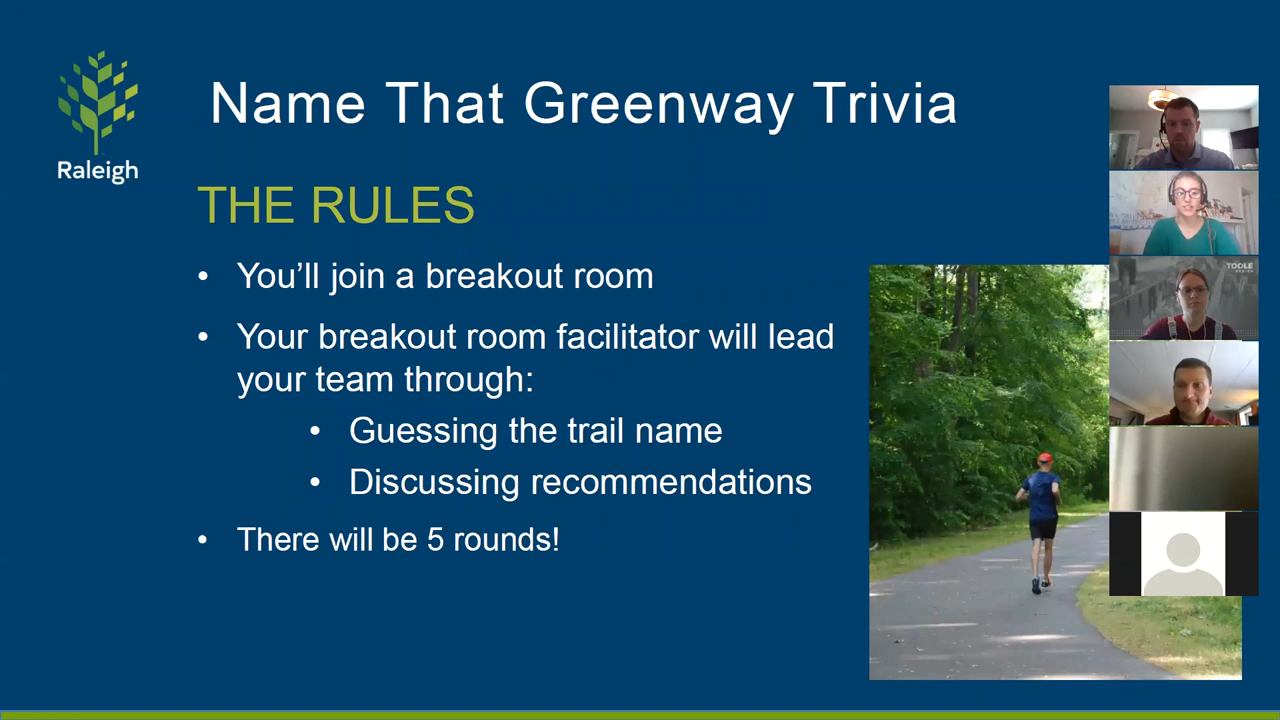 Name That Greenway Trivia
Raleigh
THE RULES
• You’ll join a breakout room
• Your breakout room facilitator will lead
your team through:
• Guessing the trail name
• Discussing recommendations
• There will be 5 rounds!
TOOLE
DESIGN